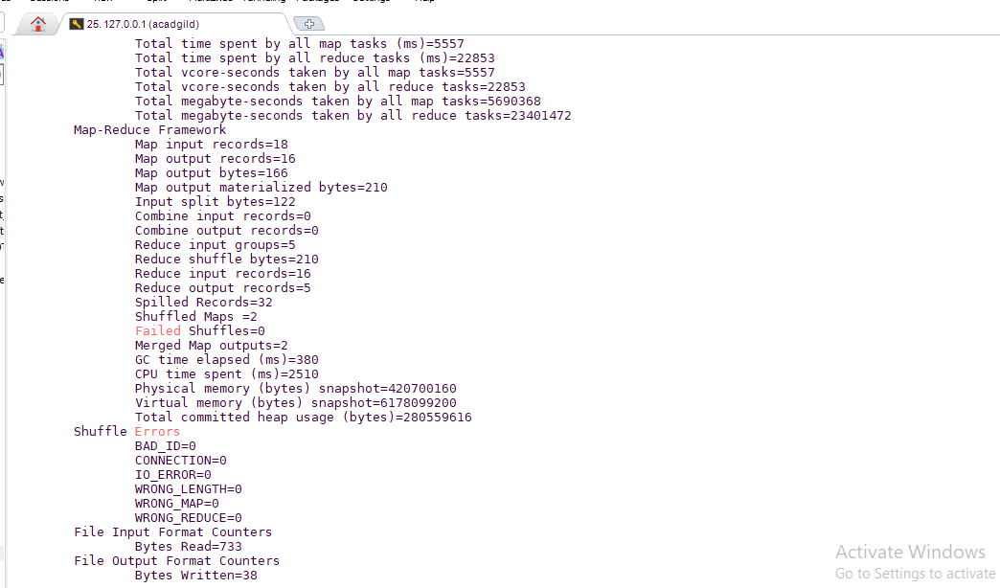 25. 127.0.0.1 (acadgild)
Total time spent by all map tasks (ms)=5557
Total time spent by all reduce tasks (ms)=22853
Total vcore-seconds taken by all map tasks=5557
Total vcore-seconds taken by all reduce tasks=22853
Total megabyte-seconds taken by all map tasks=5690368
Total megabyte-seconds taken by all reduce tasks=23401472
Map-Reduce Framework
Map input records=18
Map output records=16
Map output bytes=166
Map output materialized bytes=210
Input split bytes=122
Combine input records=0
Combine output records=0
Reduce input groups=5
Reduce shuffle bytes=210
Reduce input records=16
Reduce output records=5
Spilled Records=32
Shuffled Maps =2
Failed Shuffles=0
Merged Map outputs=2
GC time elapsed (ms)=380
CPU time spent (ms)=2510
Physical memory (bytes) snapshot=420700160
Virtual memory (bytes) snapshot=6178099200
Total committed heap usage (bytes)=280559616
Shuffle Errors
BAD_ID=0
CONNECTION=0
IO_ERROR=0
WRONG_LENGTH=0
WRONG_MAP=0
WRONG_REDUCE=0
File Input Format Counters
Bytes Read=733
File Output Format Counters
Bytes Written=38
Activate Windows
Go to Settings to activate